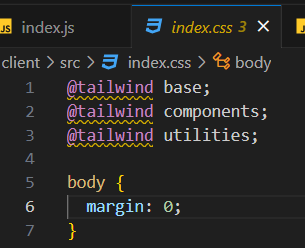 JS index.js index.css 3 JS
client > src > index.css > body
1 @tailwind base;
2 @tailwind components;
3 @tailwind utilities;
4
5 body {
6 margin: 0;
7 }